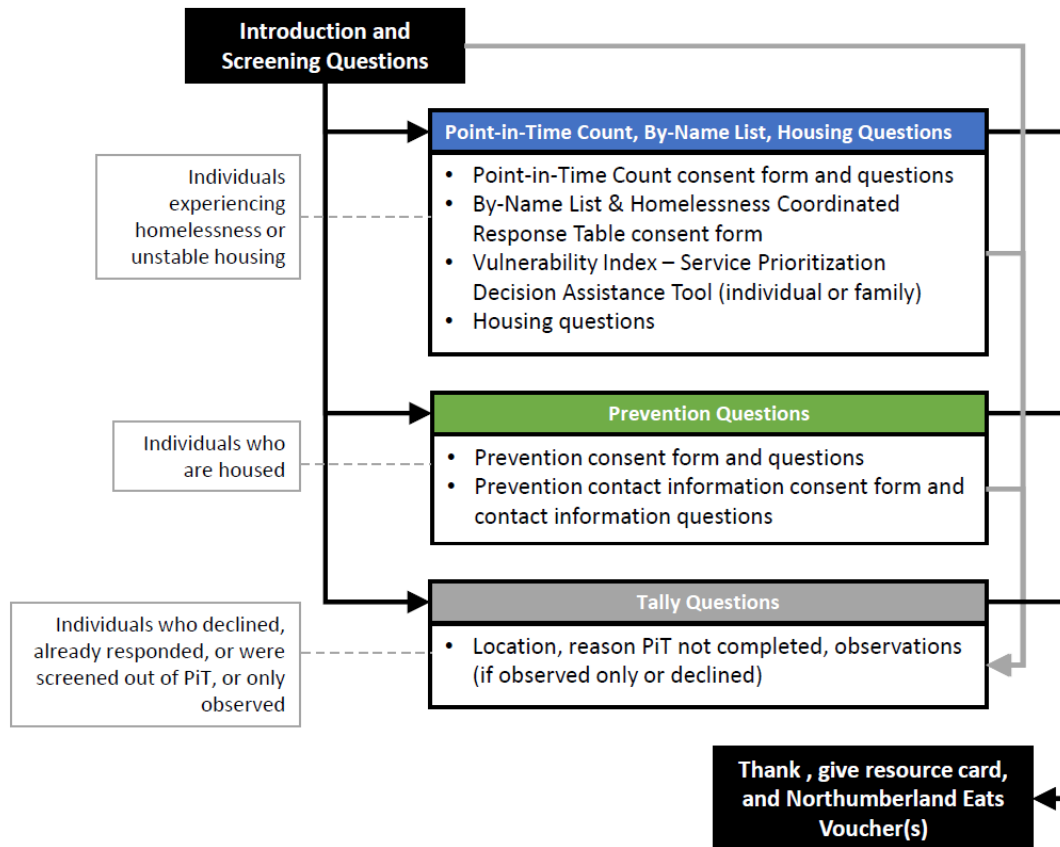 Introduction and
Screening Questions
Point-in-Time Count, By-Name List, Housing Questions
• Point-in-Time Count consent form and questions
• By-Name List & Homelessness Coordinated
Response Table consent form
• Vulnerability Index – Service Prioritization
Decision Assistance Tool (individual or family)
• Housing questions
Individuals
experiencing
homelessness or
unstable housing
Prevention Questions
• Prevention consent form and questions
• Prevention contact information consent form and
contact information questions
Individuals who
are housed
Tally Questions
• Location, reason PiT not completed, observations
(if observed only or declined)
Individuals who declined,
already responded, or were
screened out of PiT, or only
observed
Thank , give resource card,
and Northumberland Eats
Voucher(s)